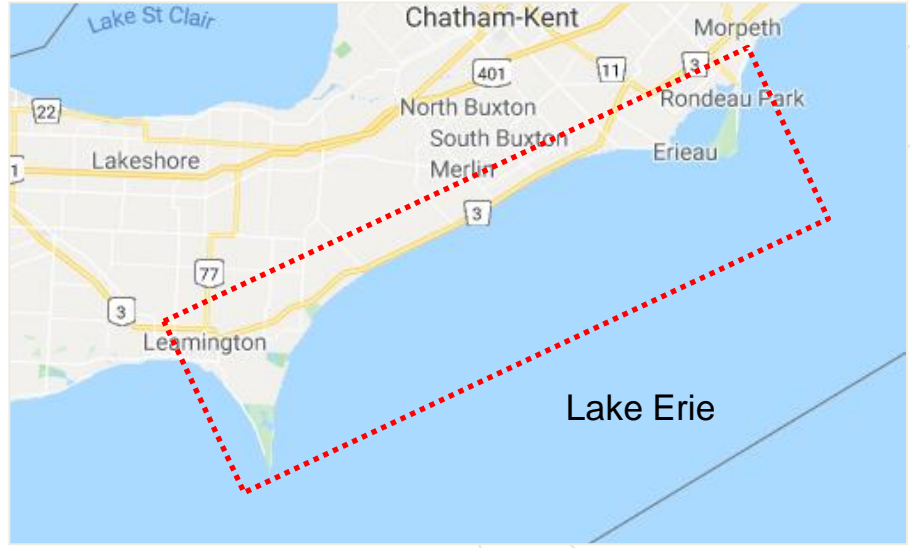 Lake St Clair
Chatham-Kent
Morpeth
401
11
3
22
North Buxton
Rondeau Park
South Buxton
Lakeshore
Erieau
1
Merlin
3
77
3
Leamington
Lake Erie